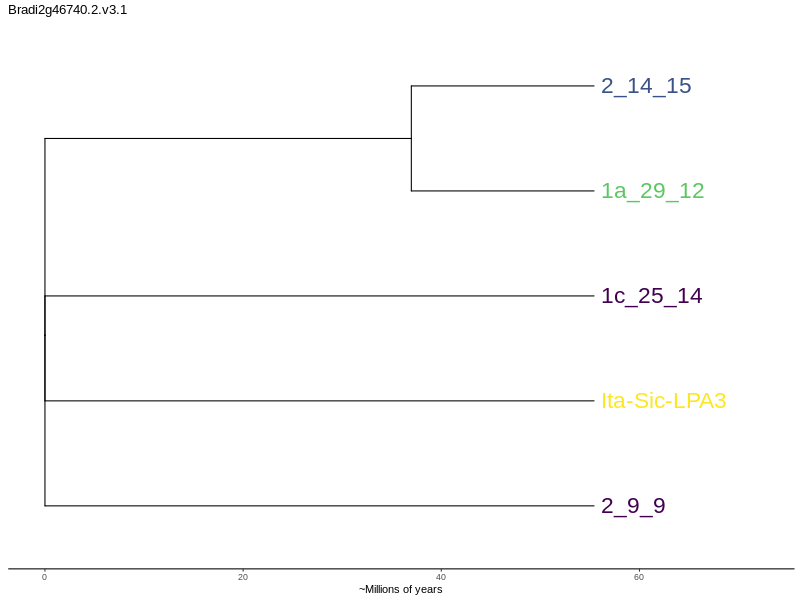 Bradi2g46740.2.v3.1
2_14_15
1a_29_12
1c_25_14
Ita-Sic-LPA3
2_9_9
0 20 40 60
~Millions of years